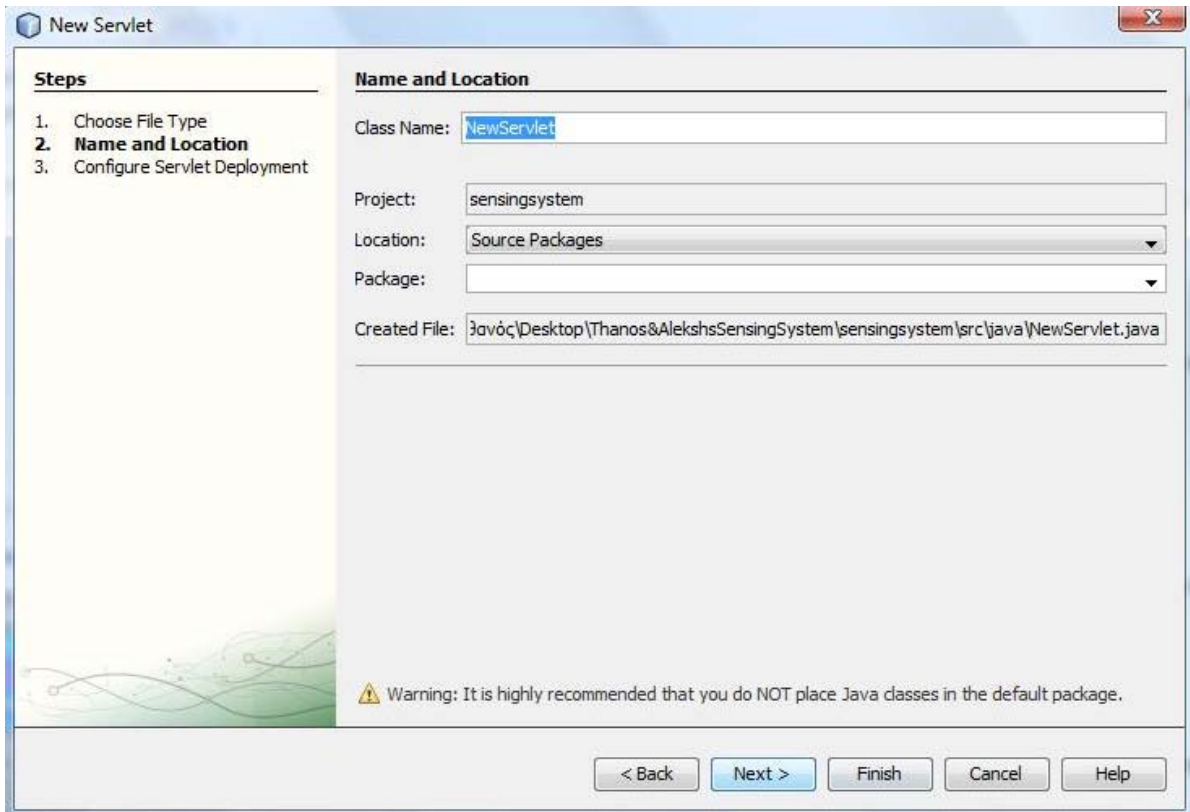 New Servlet
Steps
1. Choose File Type
2. Name and Location
3. Configure Servlet Deployment
Name and Location
Class Name: NewServlet
Project: sensingsystem
Location: Source Packages
Package:
Created File: θανός\Desktop\Thanos&AlekshsSensingSystem\sensingsystem\src\java\NewServlet.java
Warning: It is highly recommended that you do NOT place Java classes in the default package.
< Back
Next >
Finish
Cancel
Help